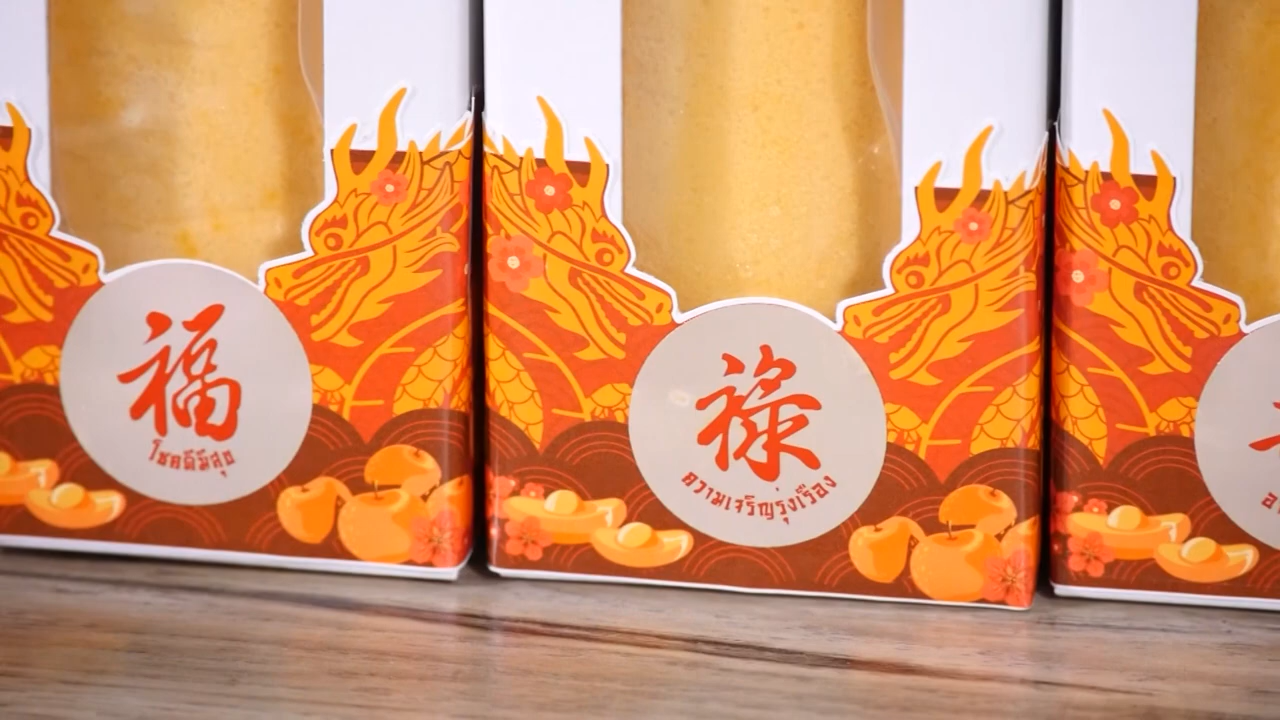 福
โชคดีมีสุข
禄
ความเจริญรุ่งเรือง